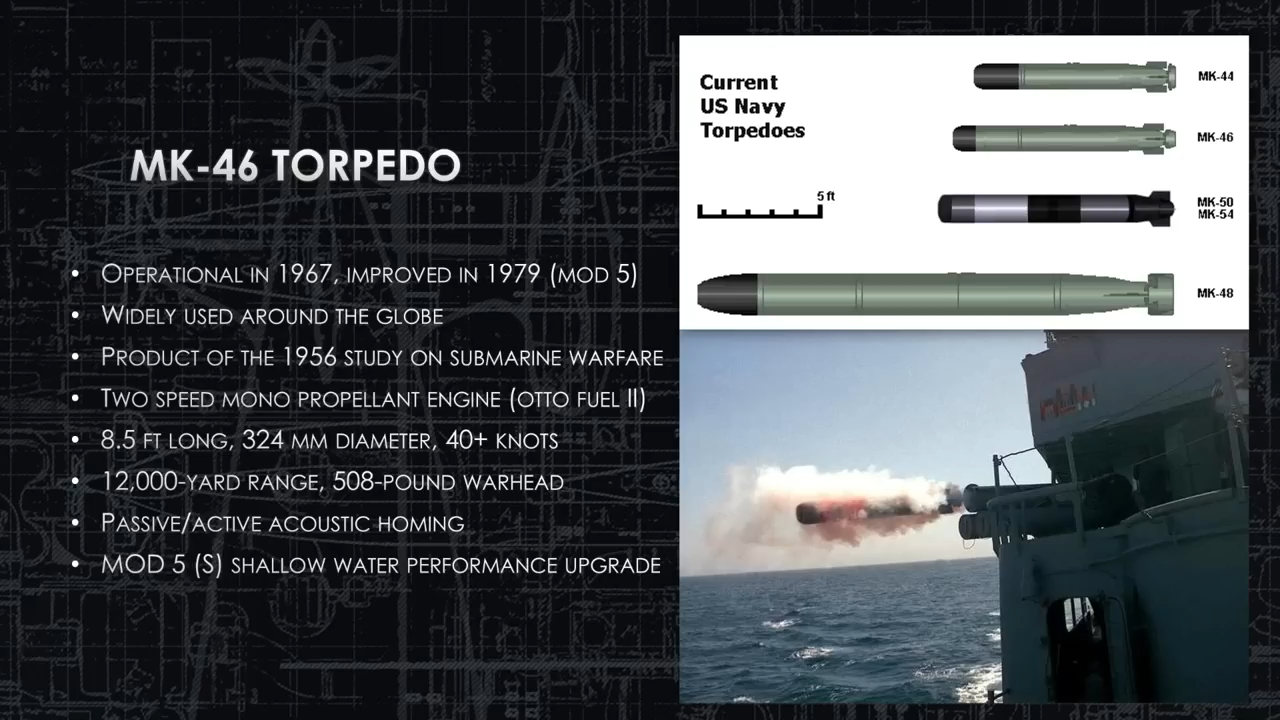 MK-46 TORPEDO
• OPERATIONAL IN 1967, IMPROVED IN 1979 (MOD 5)
• WIDELY USED AROUND THE GLOBE
• PRODUCT OF THE 1956 STUDY ON SUBMARINE WARFARE
• TWO SPEED MONO PROPELLANT ENGINE (OTTO FUEL II)
• 8.5 FT LONG, 324 MM DIAMETER, 40+ KNOTS
• 12,000-YARD RANGE, 508-POUND WARHEAD
• PASSIVE/ACTIVE ACOUSTIC HOMING
• MOD 5 (S) SHALLOW WATER PERFORMANCE UPGRADE
Current
US Navy
Torpedoes
5 ft
MK-44
MK-46
MK-50
MK-54
MK-48